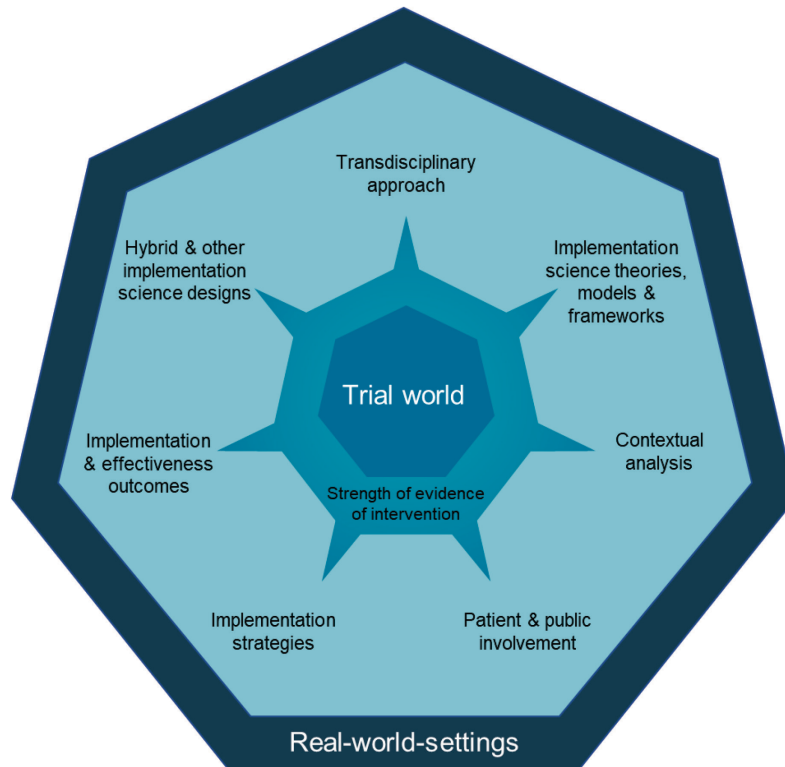 Transdisciplinary
approach
Hybrid & other
implementation
science designs
Implementation
science theories,
models &
frameworks
Trial world
Implementation
& effectiveness
outcomes
Contextual
analysis
Strength of evidence
of intervention
Implementation
strategies
Patient & public
involvement
Real-world-settings